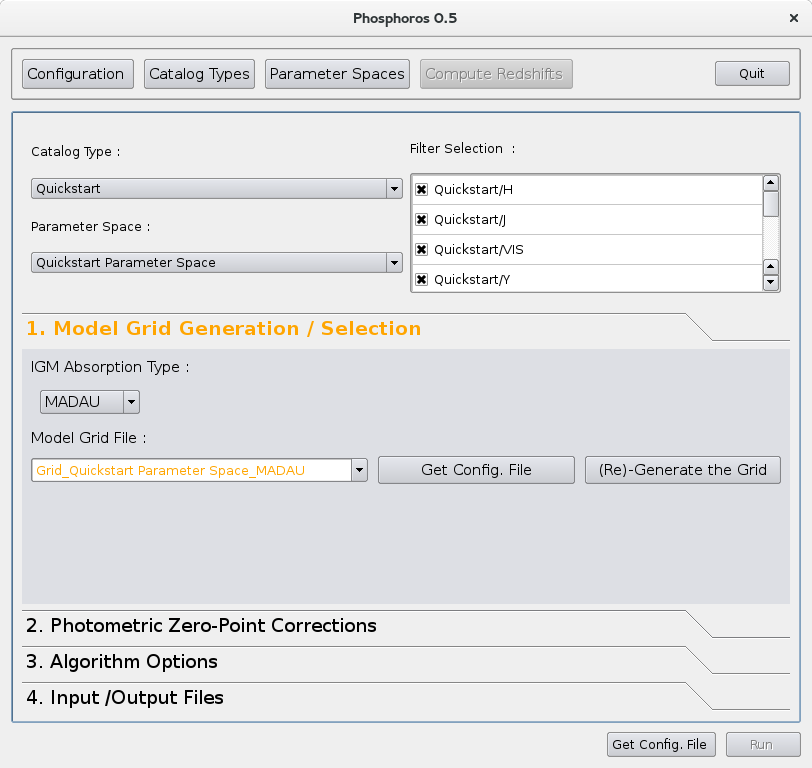 Phosphoros 0.5
Configuration Catalog Types Parameter Spaces Compute Redshifts Quit
Catalog Type :
Filter Selection :
Quickstart
Quickstart/H
Quickstart/J
Parameter Space :
Quickstart/VIS
Quickstart Parameter Space
Quickstart/Y
1. Model Grid Generation / Selection
IGM Absorption Type :
MADAU
Model Grid File :
Grid_Quickstart Parameter Space_MADAU Get Config. File (Re)-Generate the Grid
2. Photometric Zero-Point Corrections
3. Algorithm Options
4. Input /Output Files
Get Config. File Run